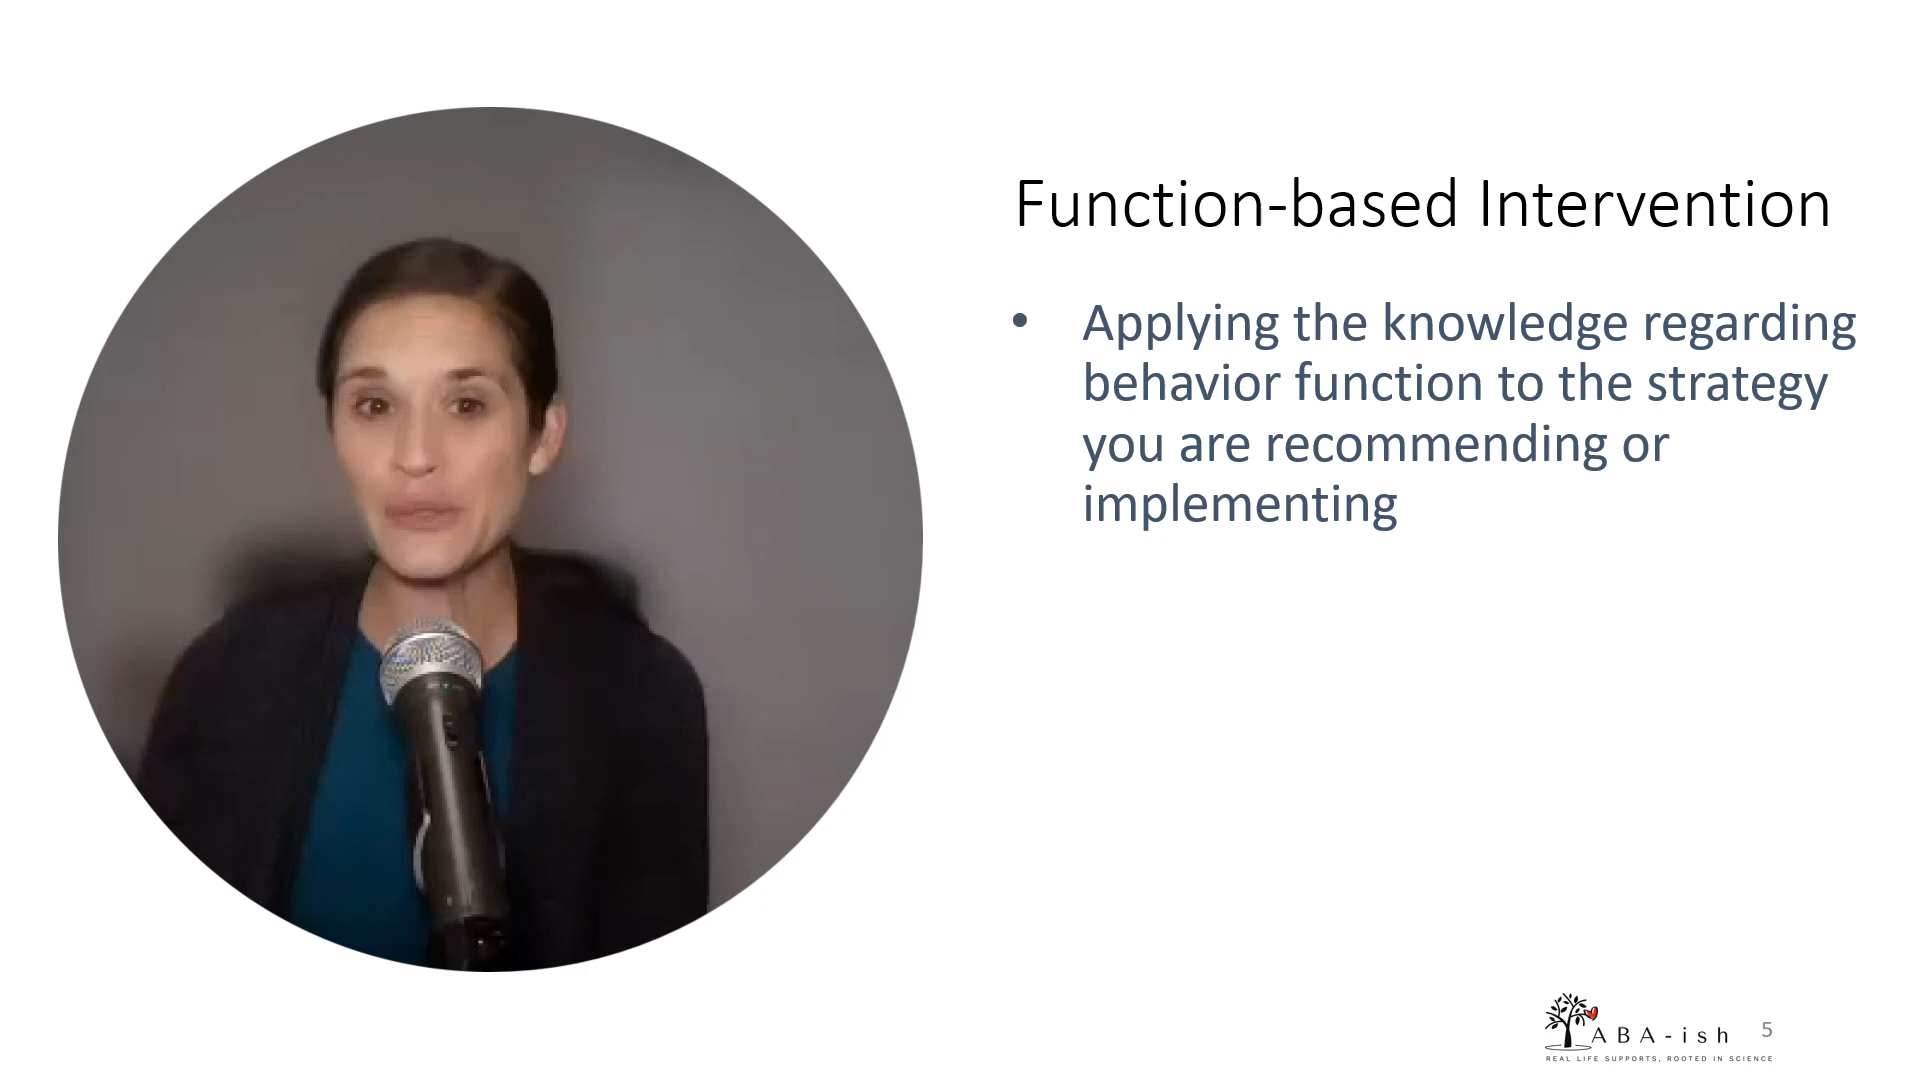 Function-based Intervention
• Applying the knowledge regarding
behavior function to the strategy
you are recommending or
implementing
ABA-ish
REAL LIFE SUPPORTS, ROOTED IN SCIENCE
5